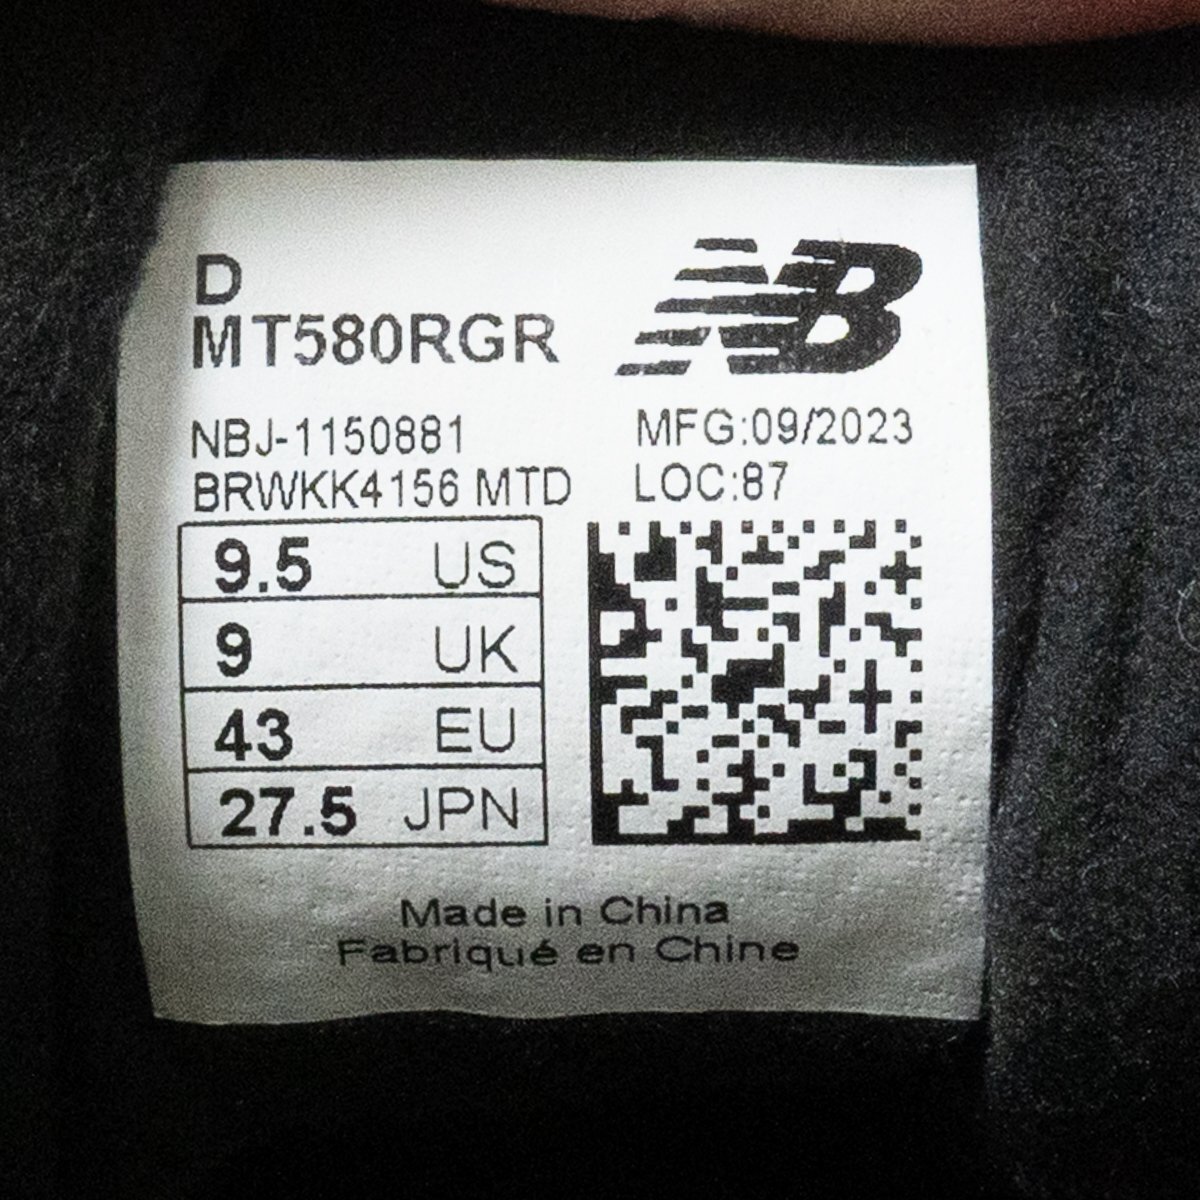 D
MT580RGR
NB
NBJ-1150881
BRWKK4156 MTD
MFG:09/2023
LOC:87
9.5 US
9 UK
43 EU
27.5 JPN
Made in China
Fabriqué en Chine